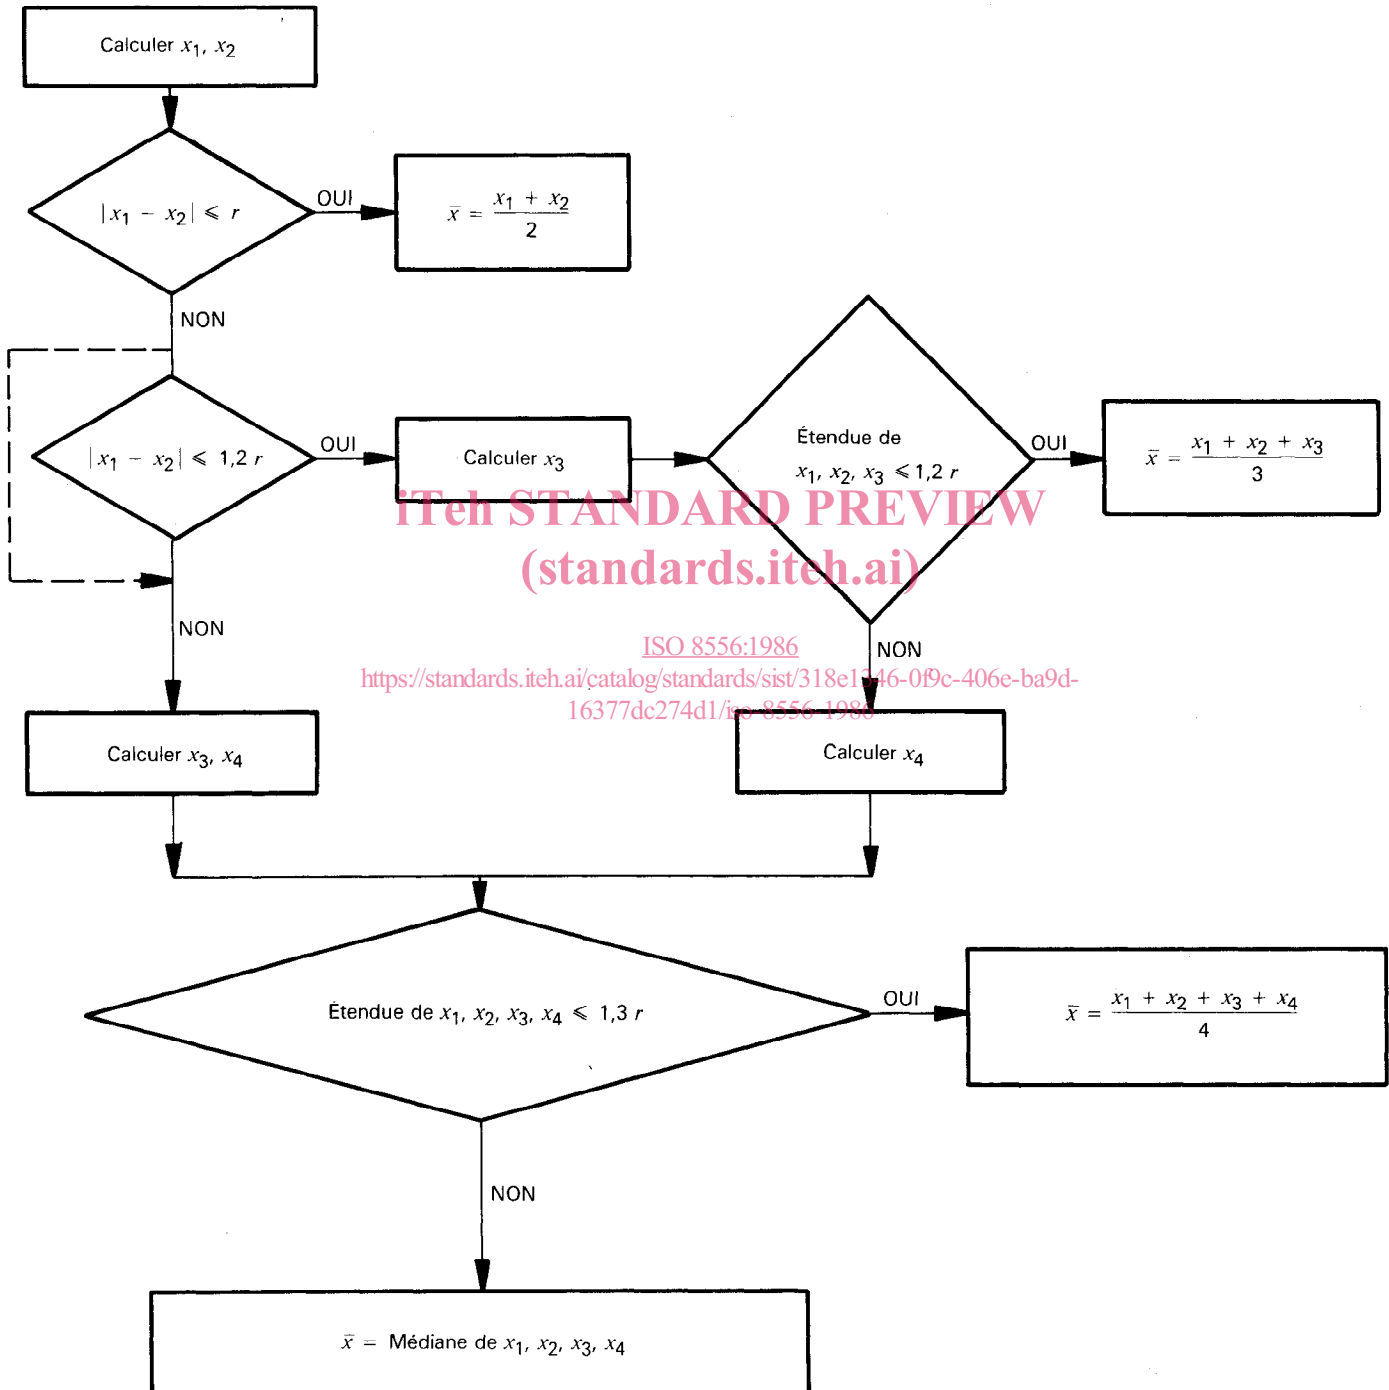 Calculer x₁, x₂
|x₁ − x₂| ⩽ r
OUI
x̄ = (x₁ + x₂) / 2
NON
|x₁ − x₂| ⩽ 1,2 r
OUI
Calculer x₃
Étendue de
x₁, x₂, x₃ ⩽ 1,2 r
OUI
x̄ = (x₁ + x₂ + x₃) / 3
iTeh STANDARD PREVIEW
(standards.iteh.ai)
NON
NON
ISO 8556:1986
https://standards.iteh.ai/catalog/standards/sist/318e1346-0f9c-406e-ba9d-
16377dc274d1/iso-8556-1986
Calculer x₃, x₄
Calculer x₄
Étendue de x₁, x₂, x₃, x₄ ⩽ 1,3 r
OUI
x̄ = (x₁ + x₂ + x₃ + x₄) / 4
NON
x̄ = Médiane de x₁, x₂, x₃, x₄